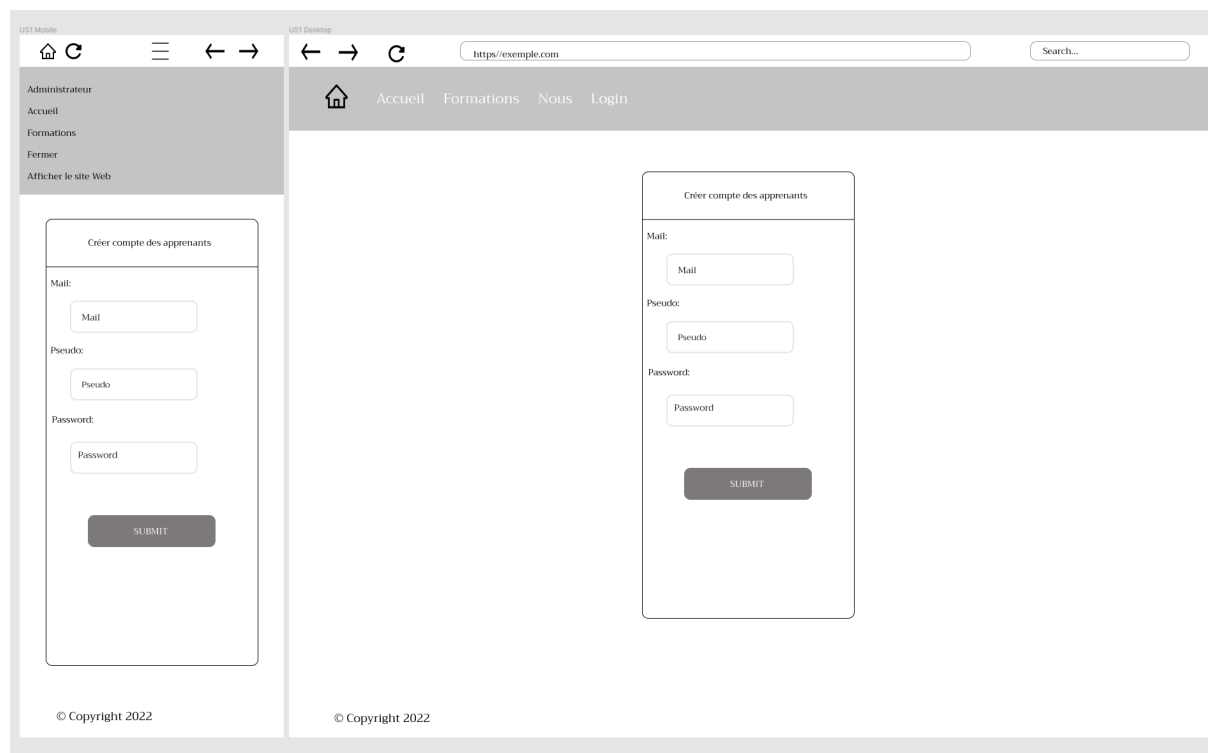 US1 Mobile
Administrateur
Accueil
Formations
Fermer
Afficher le site Web
Créer compte des apprenants
Mail:
Mail
Pseudo:
Pseudo
Password:
Password
SUBMIT
© Copyright 2022
US1 Desktop
https//exemple.com
Search...
Accueil Formations Nous Login
Créer compte des apprenants
Mail:
Mail
Pseudo:
Pseudo
Password:
Password
SUBMIT
© Copyright 2022